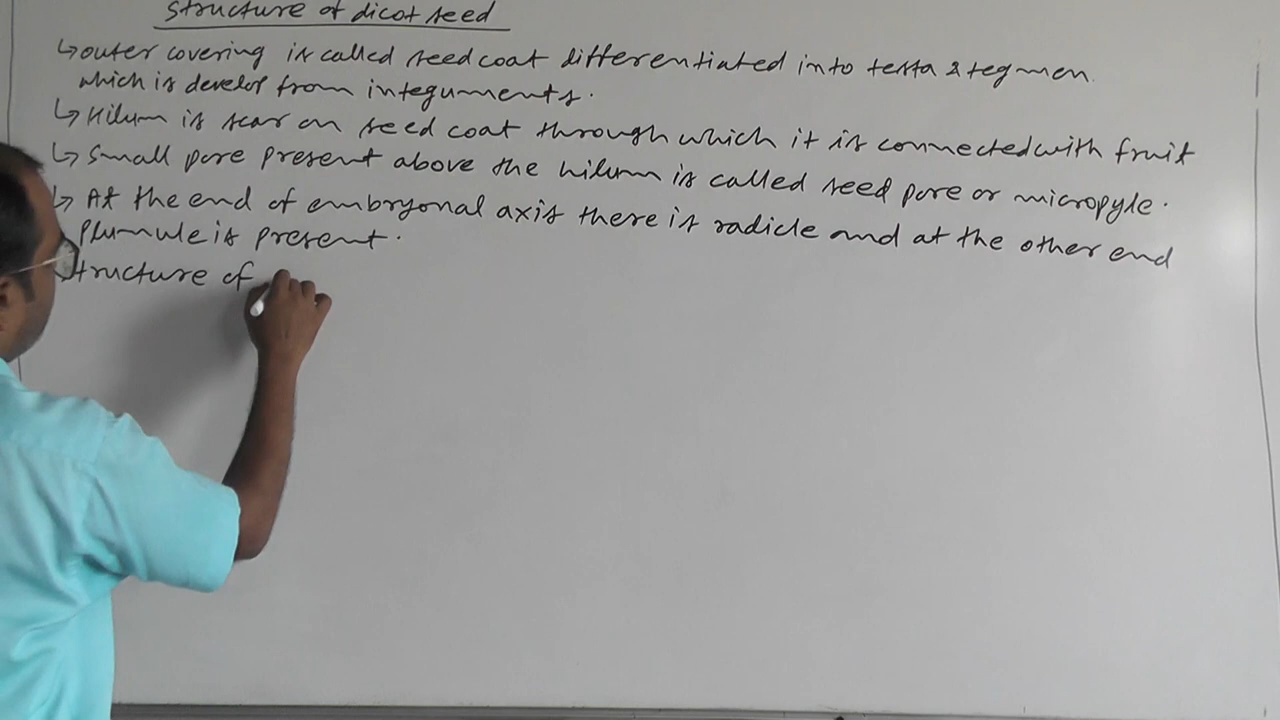 Structure of dicot seed
↳ outer covering is called seed coat differentiated into testa & tegmen.
which is develop from integuments.
↳ Hilum is scar on seed coat through which it is connected with fruit
↳ small pore present above the hilum is called seed pore or micropyle.
↳ At the end of embryonal axis there is radicle and at the other end
Plumule is present.
tructure of